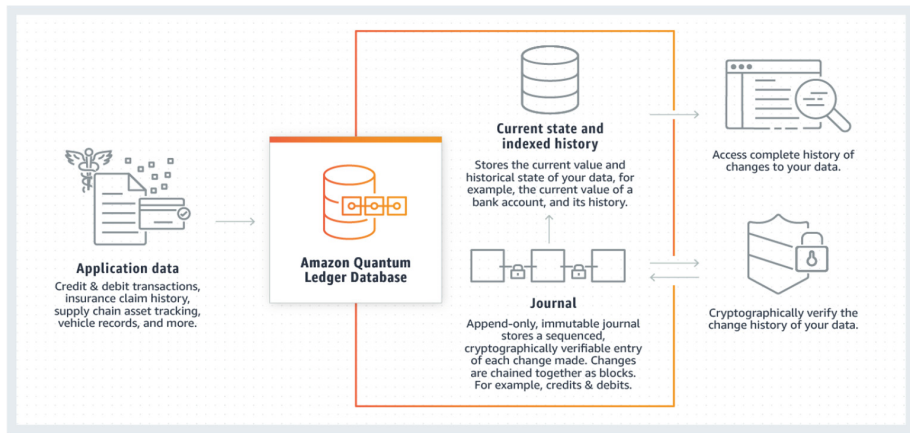 Application data
Credit & debit transactions,
insurance claim history,
supply chain asset tracking,
vehicle records, and more.
Amazon Quantum
Ledger Database
Current state and
indexed history
Stores the current value and
historical state of your data, for
example, the current value of a
bank account, and its history.
Journal
Append-only, immutable journal
stores a sequenced,
cryptographically verifiable entry
of each change made. Changes
are chained together as blocks.
For example, credits & debits.
Access complete history of
changes to your data.
Cryptographically verify the
change history of your data.